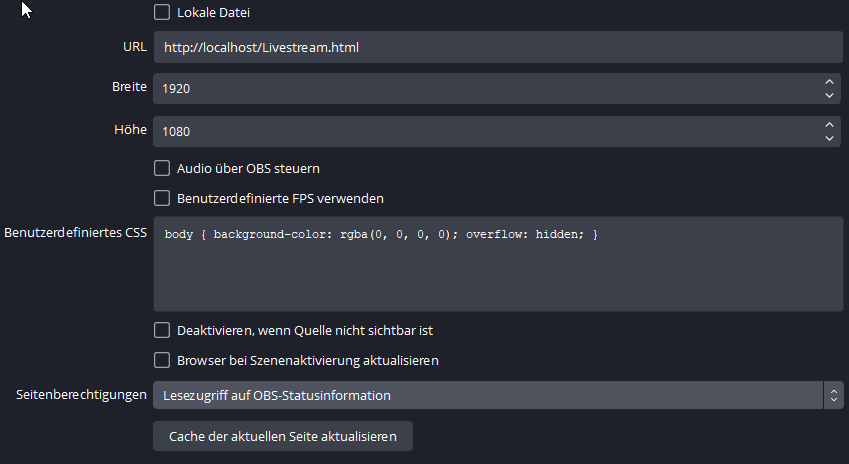 Lokale Datei
URL http://localhost/Livestream.html
Breite 1920
Höhe 1080
Audio über OBS steuern
Benutzerdefinierte FPS verwenden
Benutzerdefiniertes CSS body { background-color: rgba(0, 0, 0, 0); overflow: hidden; }
Deaktivieren, wenn Quelle nicht sichtbar ist
Browser bei Szenenaktivierung aktualisieren
Seitenberechtigungen Lesezugriff auf OBS-Statusinformation
Cache der aktuellen Seite aktualisieren